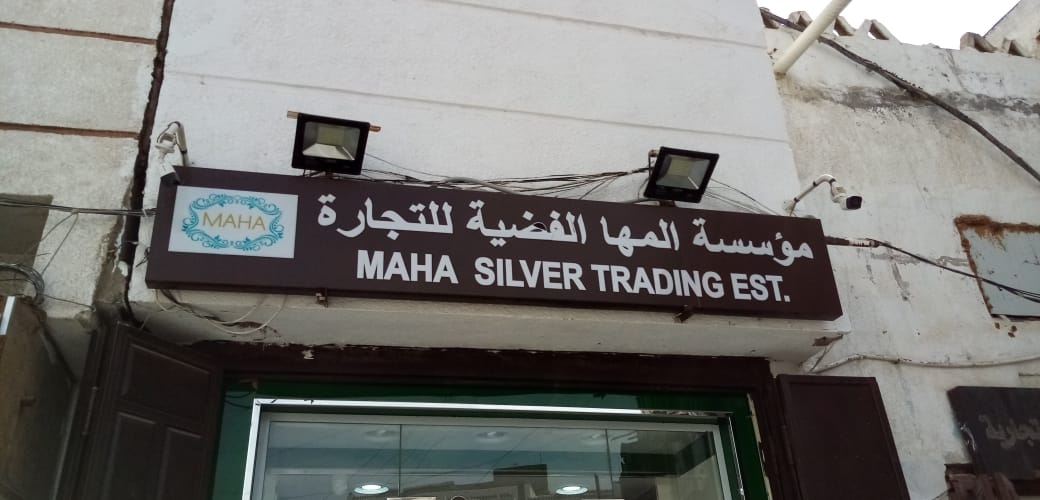 MAHA
مؤسسة المها الفضية للتجارة
MAHA SILVER TRADING EST.